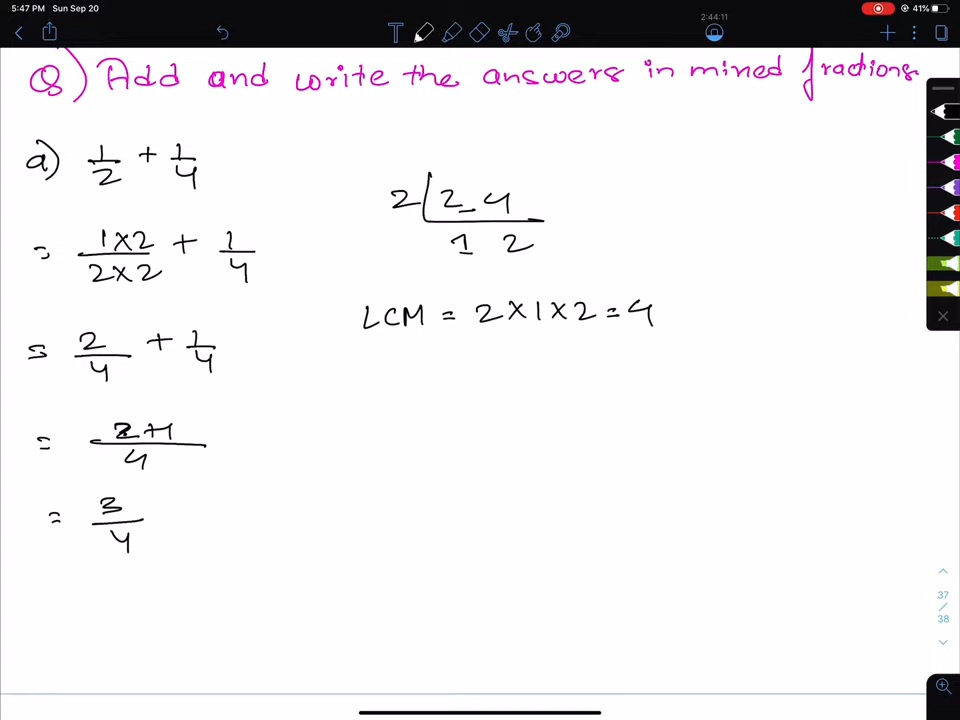 5:47 PM Sun Sep 20
41%
2:44:11
T
Q) Add and write the answers in mined fractions.
a) 1/2 + 1/4
= 1×2/2×2 + 1/4
= 2/4 + 1/4
= 2+1/4
= 3/4
2 2 4
1 2
LCM = 2×1×2=4
37
/
38